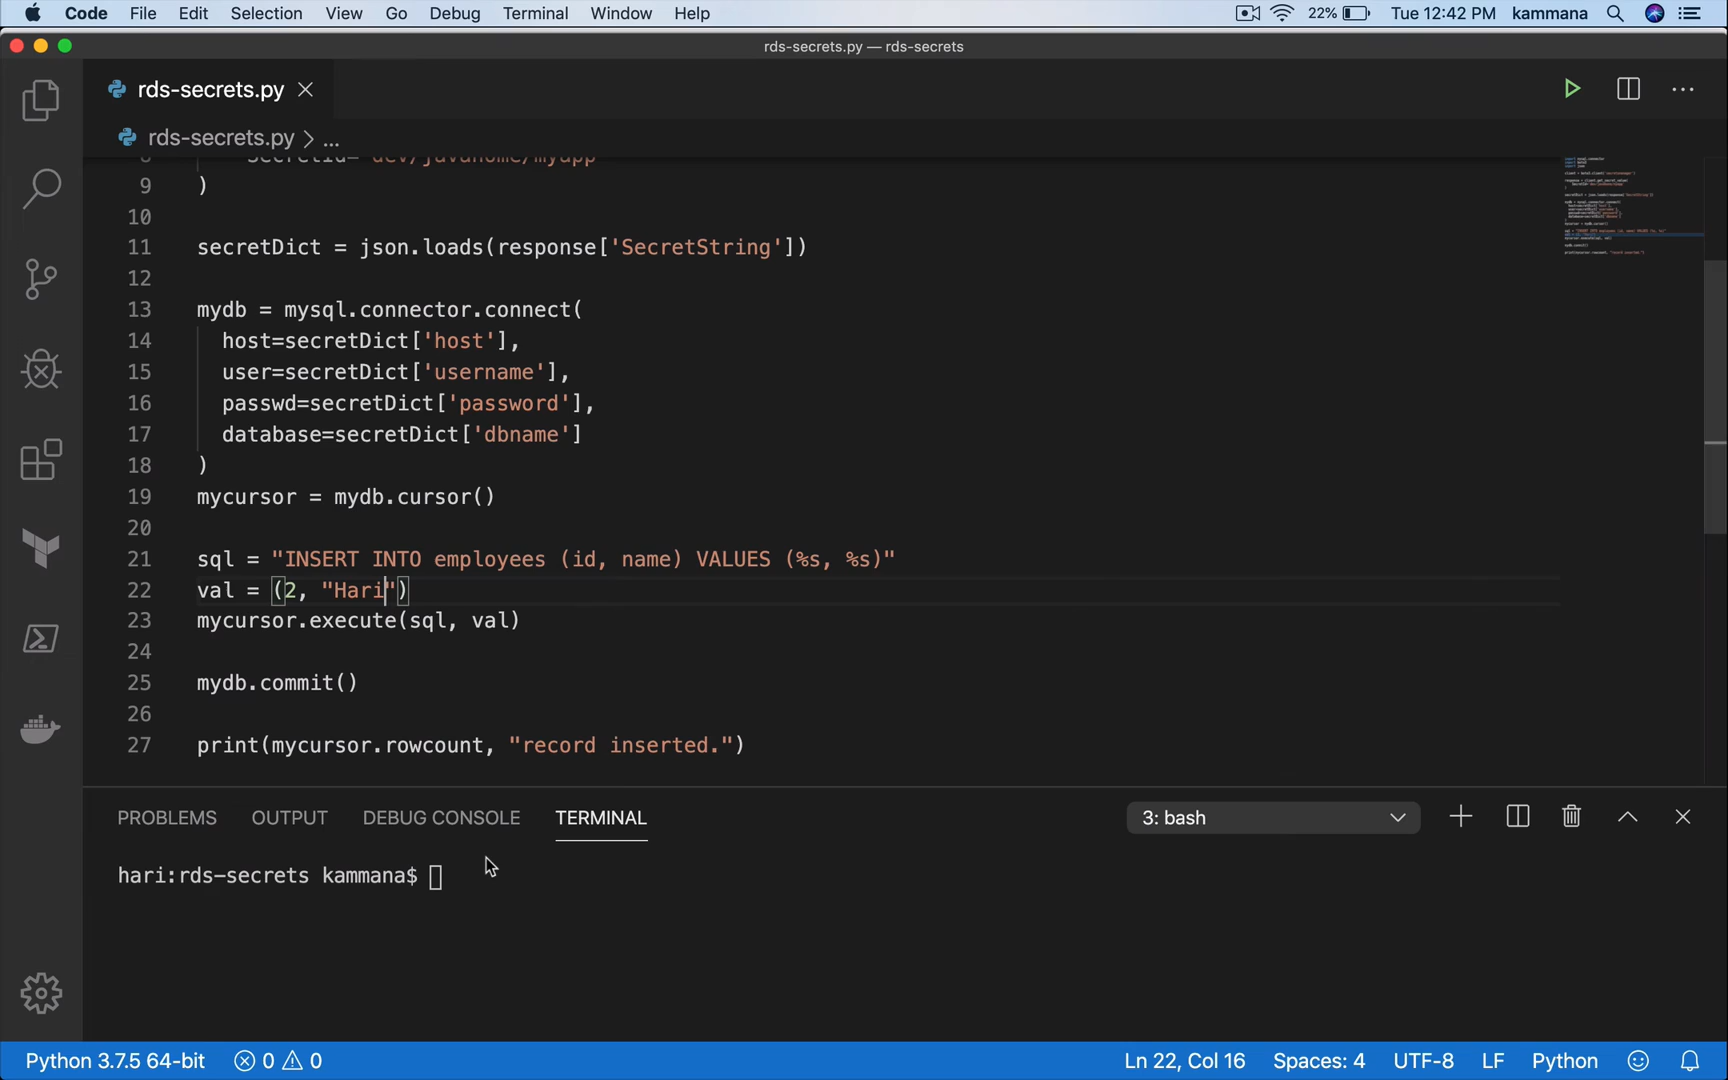 Code File Edit Selection View Go Debug Terminal Window Help 22% Tue 12:42 PM kammana
rds-secrets.py — rds-secrets
rds-secrets.py
rds-secrets.py > ...
8 SecretId='dev/javahome/myapp'
9 )
10
11 secretDict = json.loads(response['SecretString'])
12
13 mydb = mysql.connector.connect(
14 host=secretDict['host'],
15 user=secretDict['username'],
16 passwd=secretDict['password'],
17 database=secretDict['dbname']
18 )
19 mycursor = mydb.cursor()
20
21 sql = "INSERT INTO employees (id, name) VALUES (%s, %s)"
22 val = (2, "Hari")
23 mycursor.execute(sql, val)
24
25 mydb.commit()
26
27 print(mycursor.rowcount, "record inserted.")
PROBLEMS OUTPUT DEBUG CONSOLE TERMINAL 3: bash
hari:rds-secrets kammana$
Python 3.7.5 64-bit 0 0 Ln 22, Col 16 Spaces: 4 UTF-8 LF Python